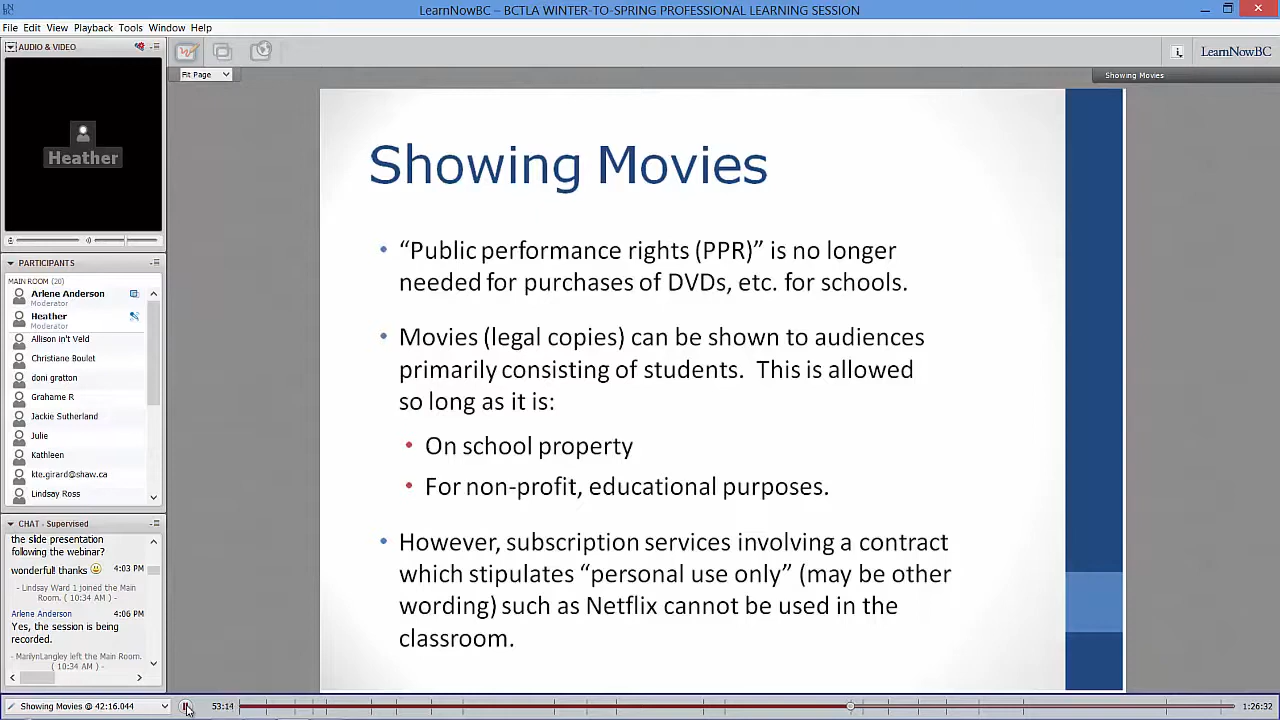 LearnNowBC – BCTLA WINTER-TO-SPRING PROFESSIONAL LEARNING SESSION
File Edit View Playback Tools Window Help
AUDIO & VIDEO
Heather
Fit Page
LearnNowBC
Showing Movies
PARTICIPANTS
MAIN ROOM (20)
Arlene Anderson
Moderator
Heather
Moderator
Allison in't Veld
Christiane Boulet
doni gratton
Grahame R
Jackie Sutherland
Julie
Kathleen
kte.girard@shaw.ca
Lindsay Ross
CHAT - Supervised
the slide presentation
following the webinar?
wonderful! thanks 4:03 PM
- Lindsay Ward 1 joined the Main
Room. ( 10:34 AM ) -
Arlene Anderson 4:06 PM
Yes, the session is being
recorded.
- MarilynLangley left the Main Room.
( 10:34 AM ) -
Showing Movies
• “Public performance rights (PPR)” is no longer
needed for purchases of DVDs, etc. for schools.
• Movies (legal copies) can be shown to audiences
primarily consisting of students. This is allowed
so long as it is:
• On school property
• For non-profit, educational purposes.
• However, subscription services involving a contract
which stipulates “personal use only” (may be other
wording) such as Netflix cannot be used in the
classroom.
Showing Movies @ 42:16.044
53:14
1:26:32